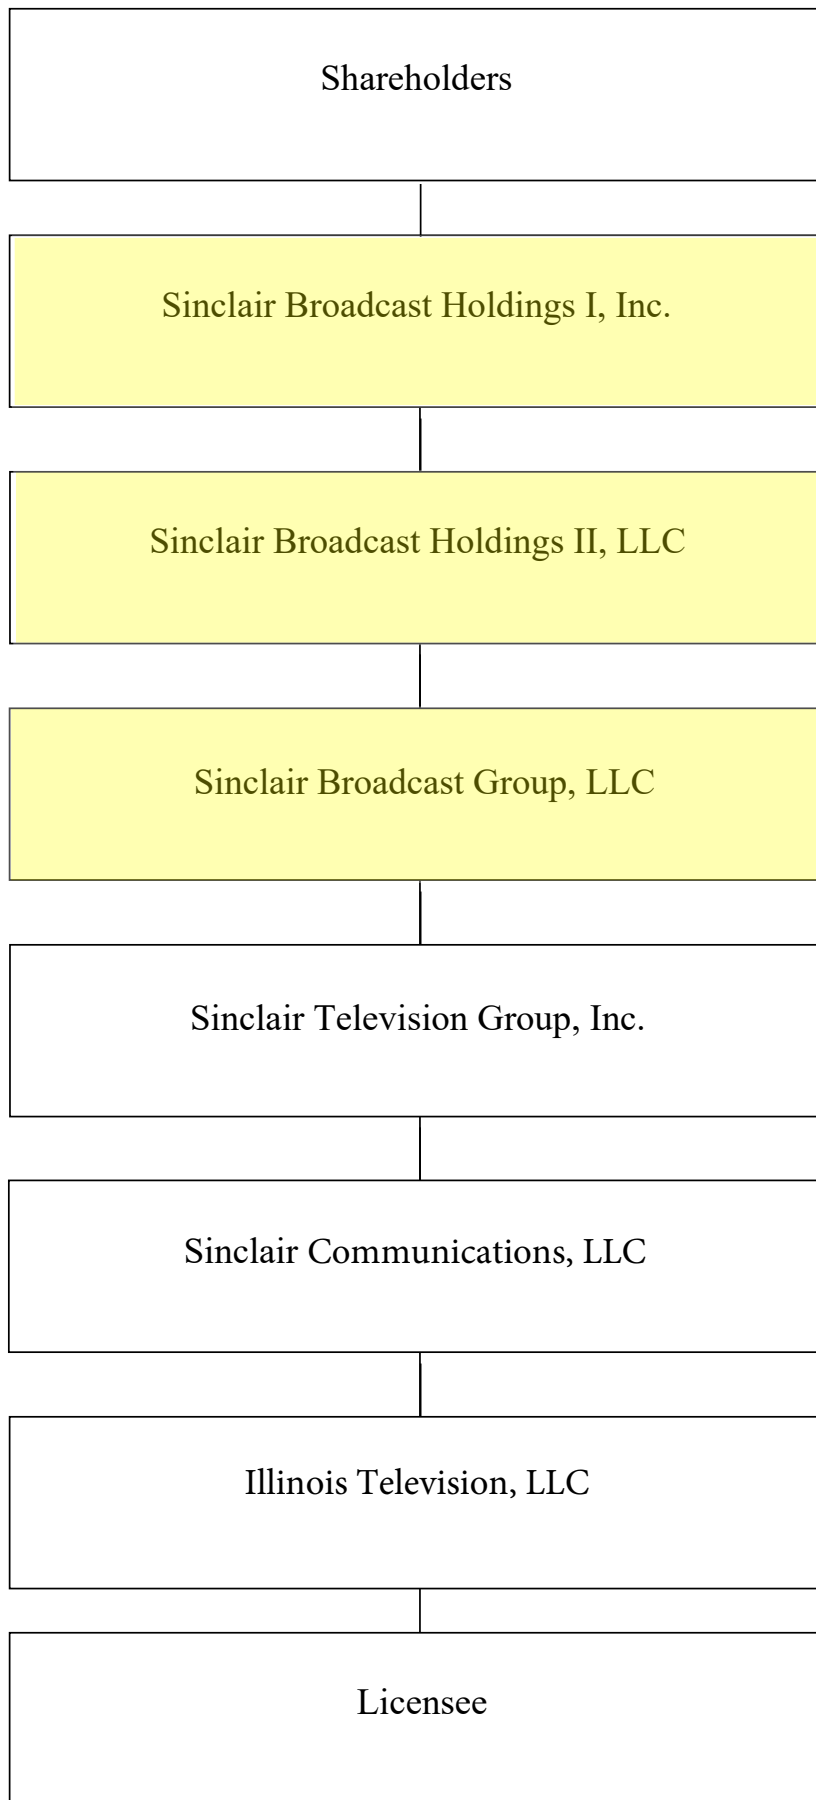 Shareholders
Sinclair Broadcast Holdings I, Inc.
Sinclair Broadcast Holdings II, LLC
Sinclair Broadcast Group, LLC
Sinclair Television Group, Inc.
Sinclair Communications, LLC
Illinois Television, LLC
Licensee